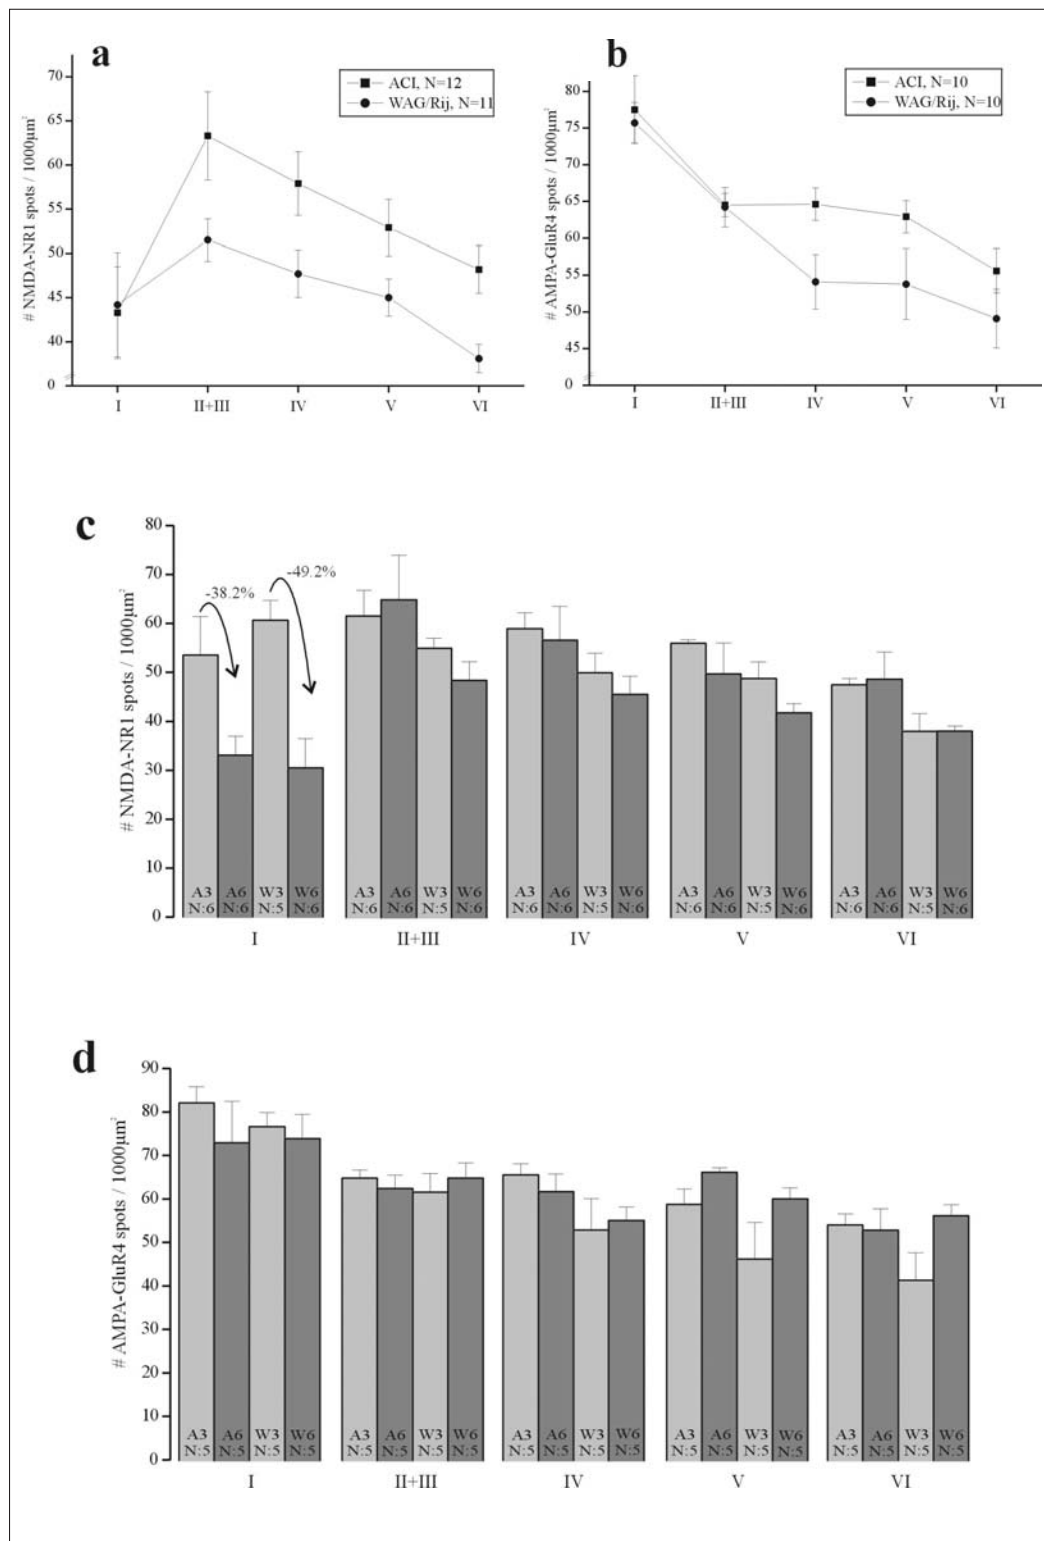 a
ACI, N=12
WAG/Rij, N=11
# NMDA-NR1 spots / 1000µm²
70
65
60
55
50
45
40
0
I II+III IV V VI
b
ACI, N=10
WAG/Rij, N=10
# AMPA-GluR4 spots / 1000µm²
80
75
70
65
60
55
50
45
0
I II+III IV V VI
c
# NMDA-NR1 spots / 1000µm²
80
70
60
50
40
30
20
10
0
-38.2%
-49.2%
A3 A6 W3 W6 A3 A6 W3 W6 A3 A6 W3 W6 A3 A6 W3 W6 A3 A6 W3 W6
N:6 N:6 N:5 N:6 N:6 N:6 N:5 N:6 N:6 N:6 N:5 N:6 N:6 N:6 N:5 N:6 N:6 N:6 N:5 N:6
I II+III IV V VI
d
# AMPA-GluR4 spots / 1000µm²
90
80
70
60
50
40
30
20
10
0
A3 A6 W3 W6 A3 A6 W3 W6 A3 A6 W3 W6 A3 A6 W3 W6 A3 A6 W3 W6
N:5 N:5 N:5 N:5 N:5 N:5 N:5 N:5 N:5 N:5 N:5 N:5 N:5 N:5 N:5 N:5 N:5 N:5 N:5 N:5
I II+III IV V VI